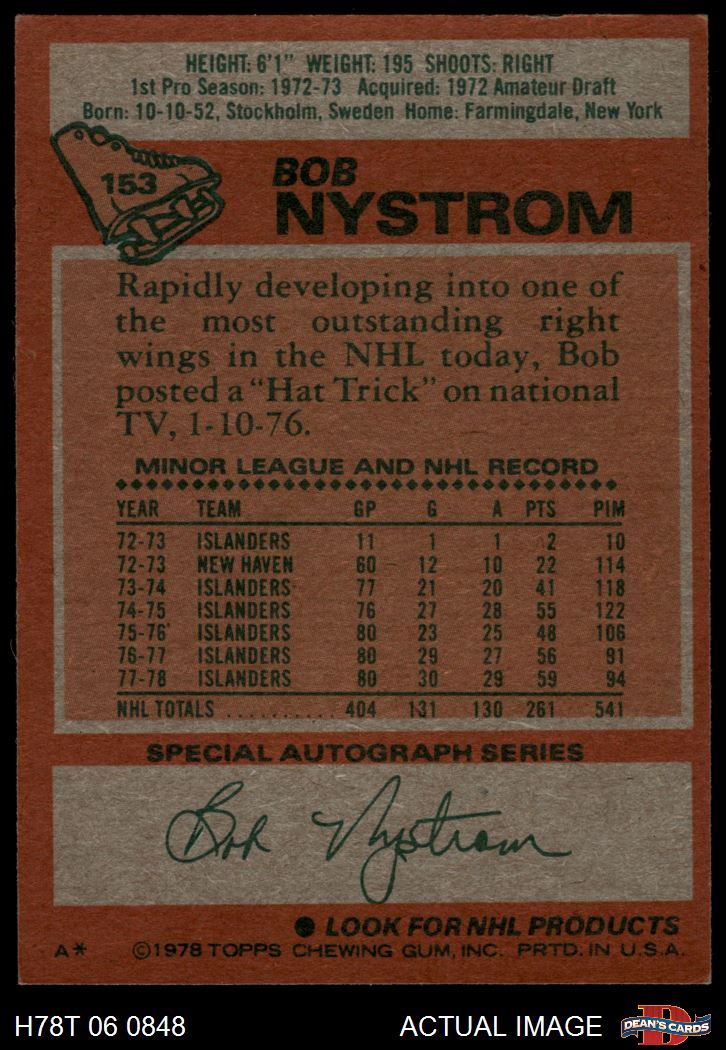 HEIGHT: 6'1" WEIGHT: 195 SHOOTS: RIGHT
1st Pro Season: 1972-73 Acquired: 1972 Amateur Draft
Born: 10-10-52, Stockholm, Sweden Home: Farmingdale, New York
153
BOB
NYSTROM
Rapidly developing into one of
the most outstanding right
wings in the NHL today, Bob
posted a "Hat Trick" on national
TV, 1-10-76.
MINOR LEAGUE AND NHL RECORD
YEAR TEAM GP G A PTS PIM
72-73 ISLANDERS 11 1 1 2 10
72-73 NEW HAVEN 60 12 10 22 114
73-74 ISLANDERS 77 21 20 41 118
74-75 ISLANDERS 76 27 28 55 122
75-76 ISLANDERS 80 23 25 48 106
76-77 ISLANDERS 80 29 27 56 91
77-78 ISLANDERS 80 30 29 59 94
NHL TOTALS .......... 404 131 130 261 541
SPECIAL AUTOGRAPH SERIES
Bob Nystrom
● LOOK FOR NHL PRODUCTS
A* ©1978 TOPPS CHEWING GUM, INC. PRTD. IN U.S.A.
H78T 06 0848 ACTUAL IMAGE D DEAN'S CARDS